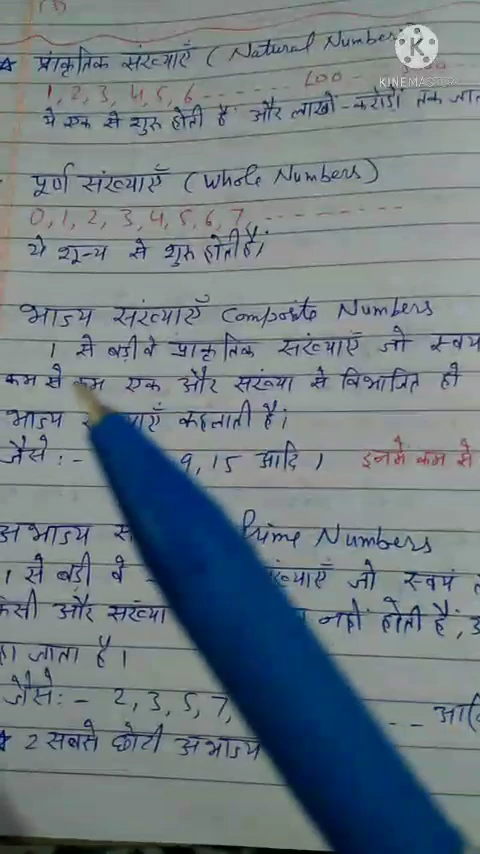 प्राकृतिक संख्याएँ ( Natural Number
KINEMASTER
1, 2, 3, 4, 5, 6 ------ 100 -
ये एक से शुरू होती है और लाखो - करोड़ों तक जात
पूर्ण संख्याएँ (Whole Numbers)
0, 1, 2, 3, 4, 5, 6, 7, --------
ये शून्य से शुरू होती है।
भाज्य संख्याएँ Composite Numbers
1 से बड़ी वे प्राकृतिक संख्याएँ जो स्वय
कम से कम एक और संख्या से विभाजित हो
भाज्य कहलाती है।
जैसे :- 9, 15 आदि । इनमें कम से
अभाज्य Prime Numbers
1 से बड़ी वे जो स्वयं
किसी और संख्या नहीं होती है,
जाता है।
जैसे:- 2, 3, 5, 7, -- आदि
2 सबसे छोटी अभाज्य